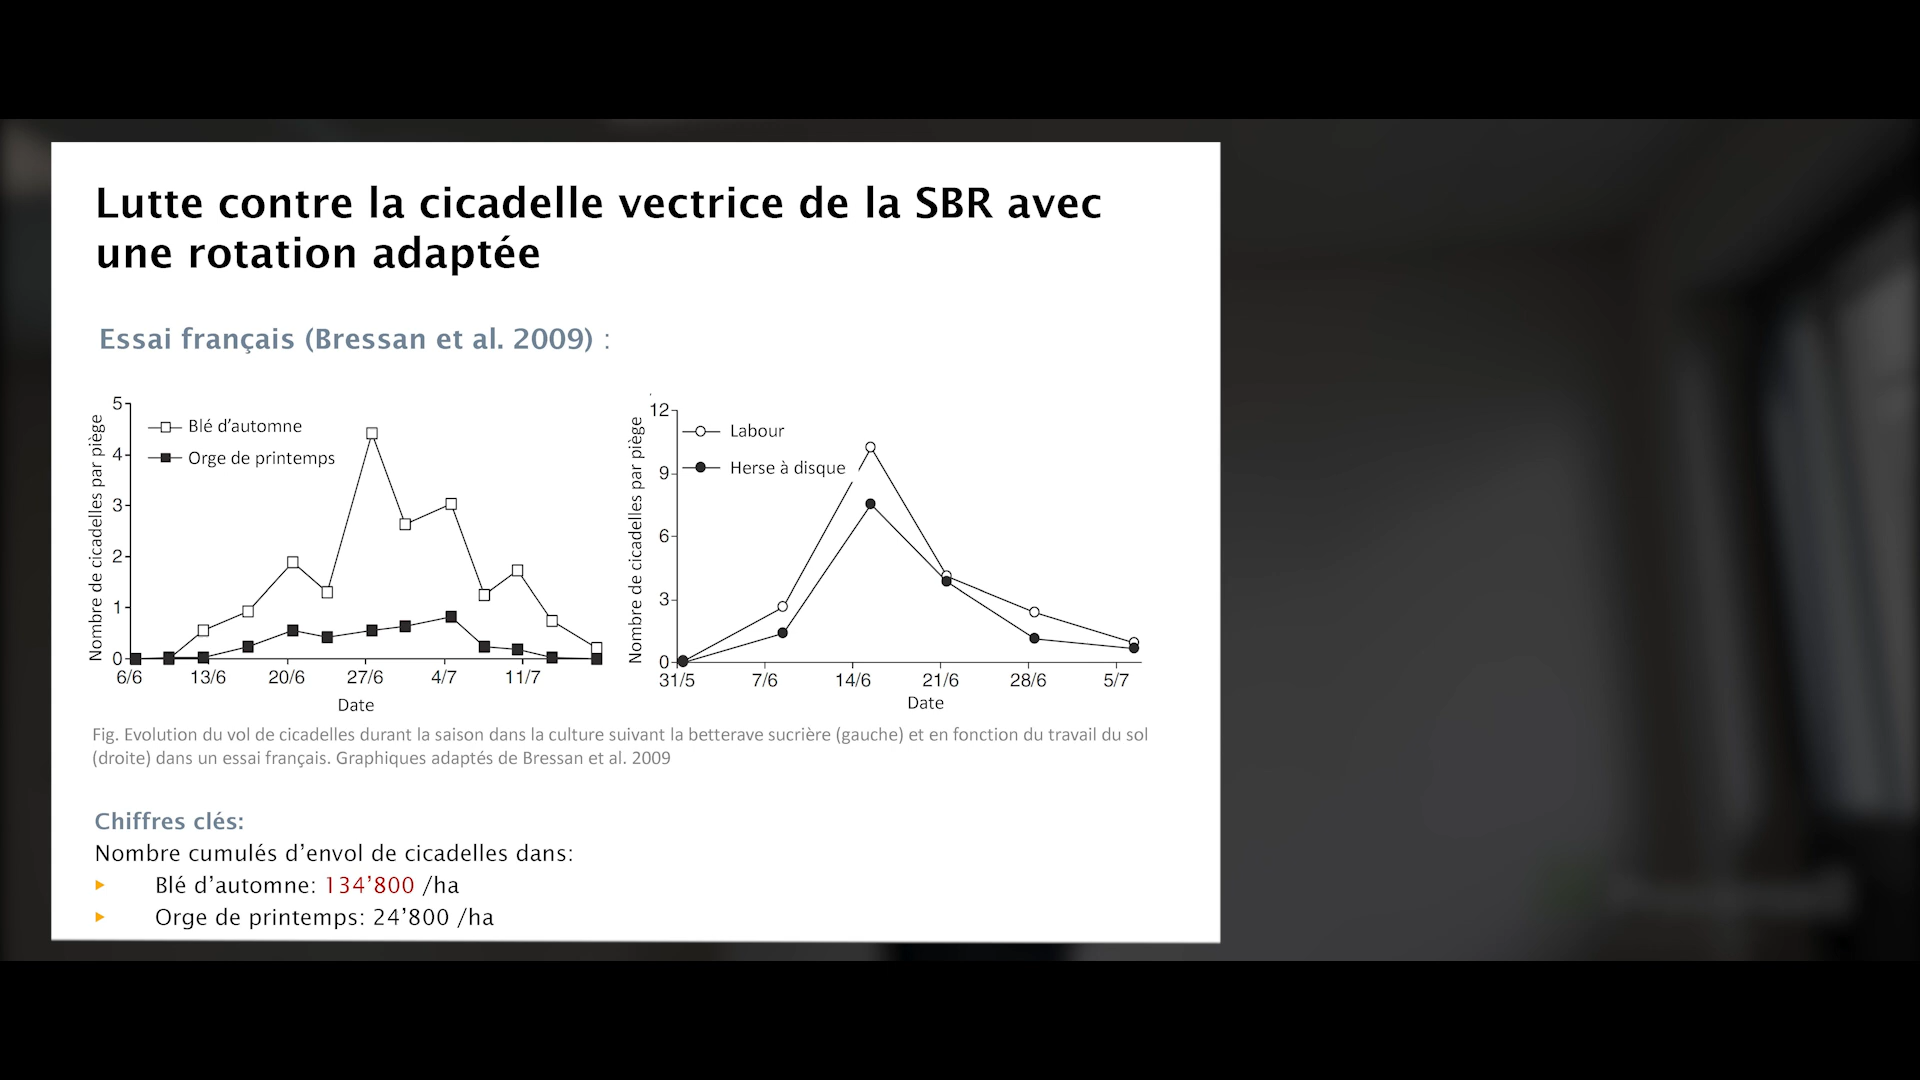 Lutte contre la cicadelle vectrice de la SBR avec
une rotation adaptée
Essai français (Bressan et al. 2009) :
Nombre de cicadelles par piège
5
4
3
2
1
0
Blé d’automne
Orge de printemps
6/6 13/6 20/6 27/6 4/7 11/7
Date
Nombre de cicadelles par piège
12
9
6
3
0
Labour
Herse à disque
31/5 7/6 14/6 21/6 28/6 5/7
Date
Fig. Evolution du vol de cicadelles durant la saison dans la culture suivant la betterave sucrière (gauche) et en fonction du travail du sol
(droite) dans un essai français. Graphiques adaptés de Bressan et al. 2009
Chiffres clés:
Nombre cumulés d’envol de cicadelles dans:
Blé d’automne: 134’800 /ha
Orge de printemps: 24’800 /ha